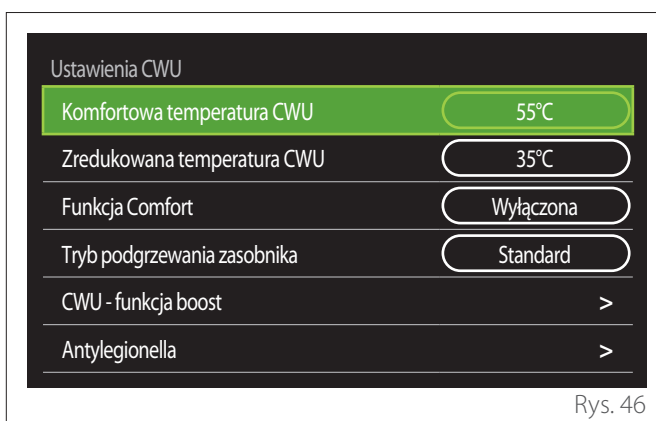 Ustawienia CWU
Komfortowa temperatura CWU 55°C
Zredukowana temperatura CWU 35°C
Funkcja Comfort Wyłączona
Tryb podgrzewania zasobnika Standard
CWU - funkcja boost >
Antylegionella >
Rys. 46